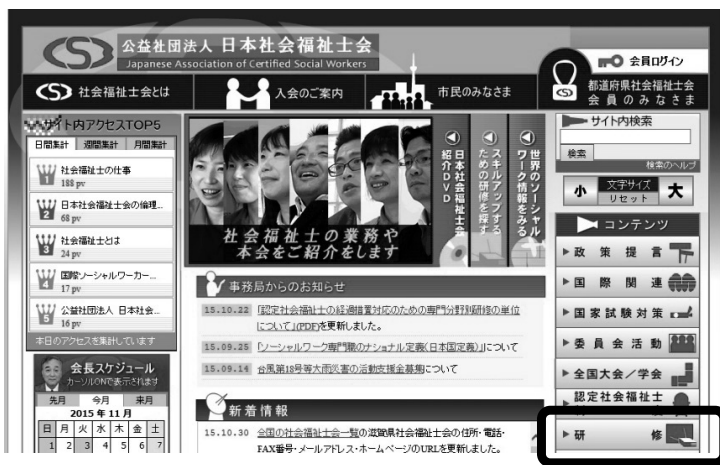 公益社団法人 日本社会福祉士会
Japanese Association of Certified Social Workers
会員ログイン
社会福祉士会とは
入会のご案内
市民のみなさま
都道府県社会福祉士会
会員のみなさま
サイト内アクセスTOP5
日間集計 週間集計 月間集計
1 社会福祉士の仕事
188 pv
2 日本社会福祉士会の倫理...
68 pv
3 社会福祉士とは
24 pv
4 国際ソーシャルワーカー...
17 pv
5 公益社団法人 日本社会...
16 pv
本日のアクセスを集計しています
会長スケジュール
カーソルONで表示されます
先月 今月 来月
2015 年 11 月
日 月 火 水 木 金 土
1 2 3 4 5 6 7
社会福祉士の業務や
本会をご紹介をします
日本社会福祉士会
紹介DVD
スキルアップする
ための研修を探す
世界のソーシャル
ワーク情報をみる
事務局からのお知らせ
15.10.22 「認定社会福祉士の経過措置対応のための専門分野別研修の単位
について」(PDF)を更新しました。
15.09.25 「ソーシャルワーク専門職のナショナル定義(日本国定義)」について
15.09.14 台風第18号等大雨災害の活動支援金募集について
新着情報
15.10.30 全国の社会福祉士会一覧の滋賀県社会福祉士会の住所・電話・
FAX番号・メールアドレス・ホームページのURLを更新しました。
サイト内検索
検索
検索のヘルプ
小 文字サイズ 大
リセット
コンテンツ
政策提言
国際関連
国家試験対策
委員会活動
全国大会/学会
認定社会福祉士
研修